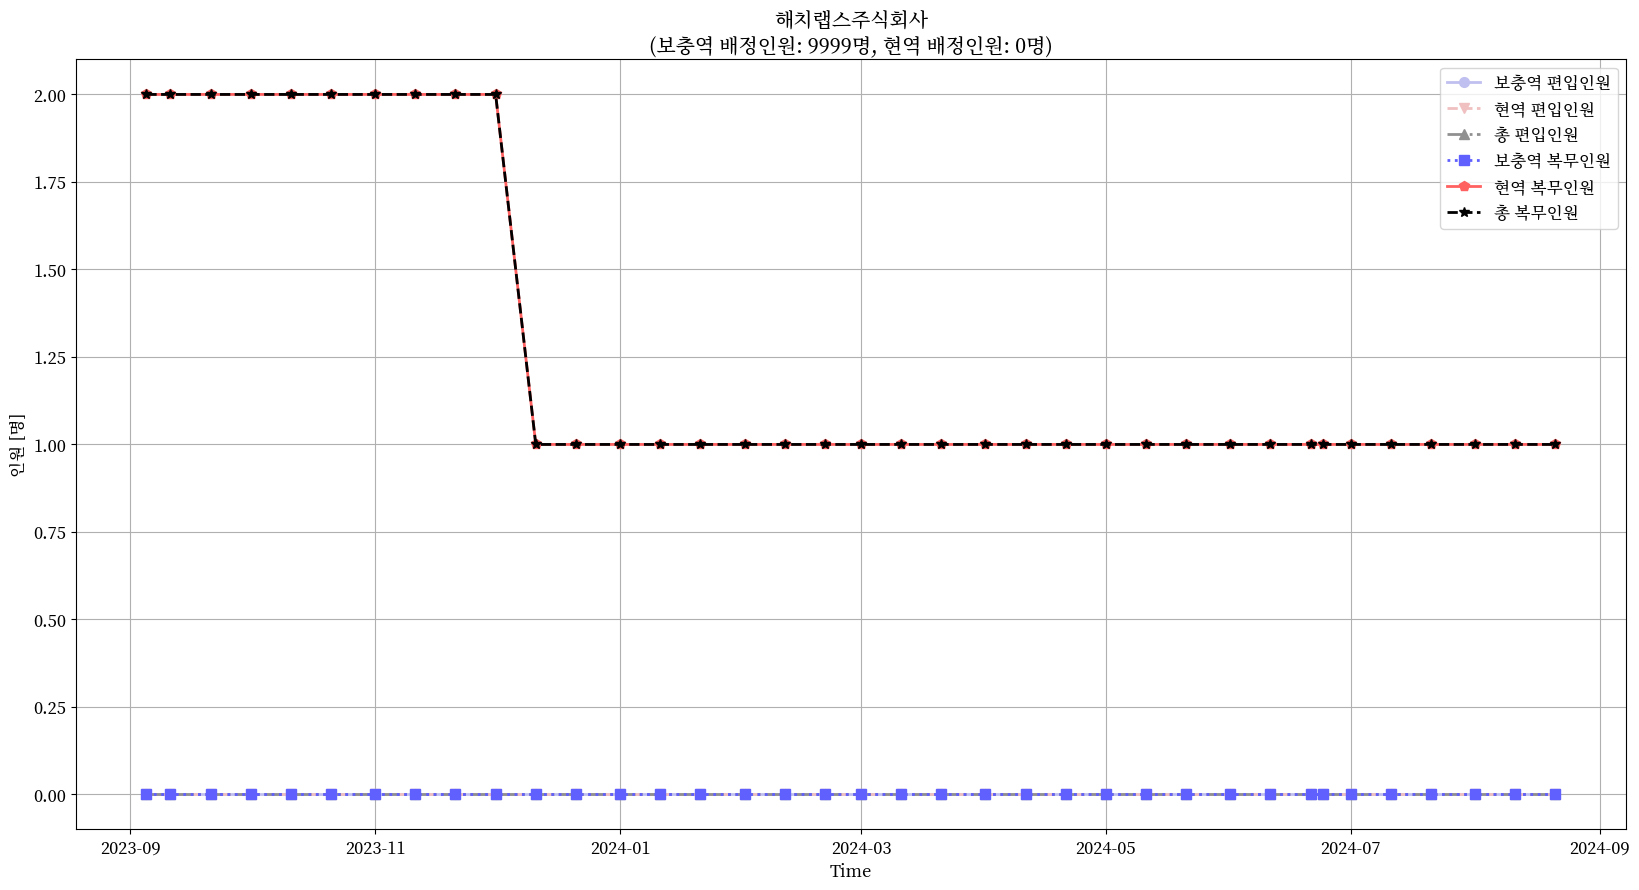 해치랩스주식회사
(보충역 배정인원: 9999명, 현역 배정인원: 0명)
보충역 편입인원
현역 편입인원
총 편입인원
보충역 복무인원
현역 복무인원
총 복무인원
인원 [명]
2.00
1.75
1.50
1.25
1.00
0.75
0.50
0.25
0.00
2023-09 2023-11 2024-01 2024-03 2024-05 2024-07 2024-09
Time